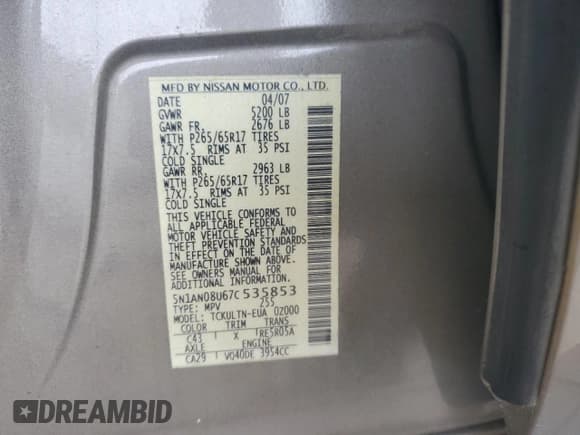 MFD BY NISSAN MOTOR CO., LTD.
DATE 04/07
GVWR 5200 LB
GAWR FR. 2676 LB
WITH P265/65R17 TIRES
17X7.5 RIMS AT 35 PSI
COLD SINGLE
GAWR RR. 2963 LB
WITH P265/65R17 TIRES
17X7.5 RIMS AT 35 PSI
COLD SINGLE
THIS VEHICLE CONFORMS TO
ALL APPLICABLE FEDERAL
MOTOR VEHICLE SAFETY AND
THEFT PREVENTION STANDARDS
IN EFFECT ON THE DATE OF
MANUFACTURE SHOWN ABOVE.
SEE OWNERS MANUAL FOR
ADDITIONAL INFORMATION
5N1AN08U67C535853
TYPE: MPV 255
MODEL: TCKULTN-EUA 02000
COLOR TRIM TRANS
C43 X RE5R05A
AXLE ENGINE
CA29 VQ40DE 3954CC
DREAMBID